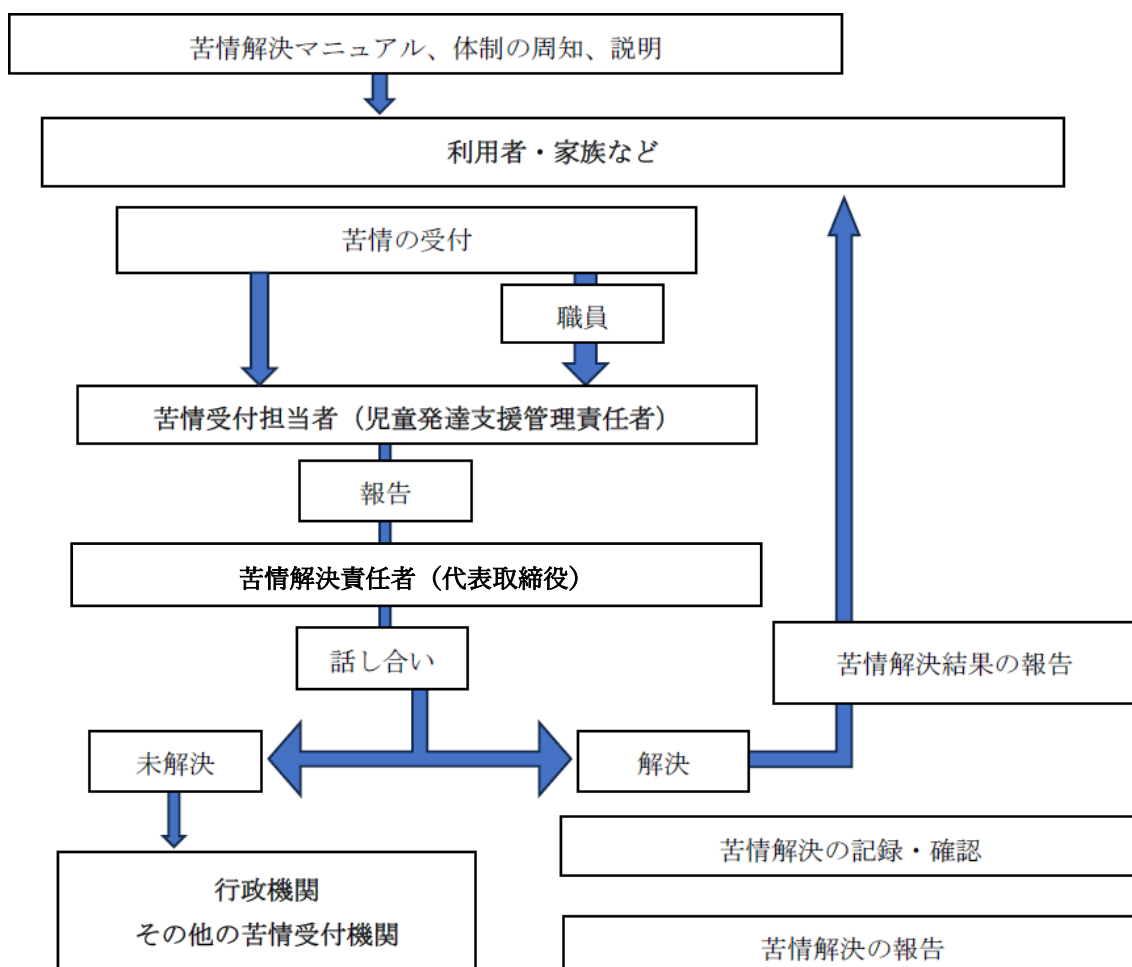 苦情解決マニュアル、体制の周知、説明
利用者・家族など
苦情の受付
職員
苦情受付担当者（児童発達支援管理責任者）
報告
苦情解決責任者（代表取締役）
話し合い
苦情解決結果の報告
未解決
解決
苦情解決の記録・確認
行政機関
その他の苦情受付機関
苦情解決の報告